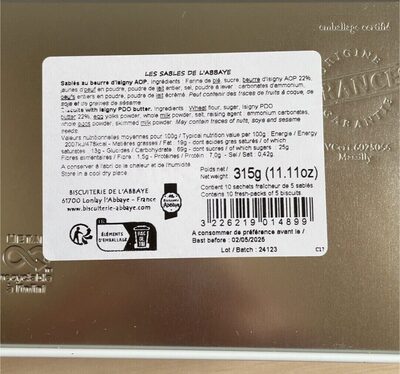 emballage certifié
ORIGINE
FRANCE
GARANTIE
LES SABLES DE L'ABBAYE
Sablés au beurre d'Isigny AOP. Ingrédients : Farine de blé, sucre, beurre d'Isigny AOP 22%,
jaunes d'oeuf en poudre, poudre de lait entier, sel, poudre à lever : carbonates d'ammonium,
oeufs entiers en poudre, poudre de lait écrémé. Peut contenir des traces de fruits à coque, de
soja et de graines de sésame
Biscuits with Isigny PDO butter. Ingredients : Wheat flour, sugar, Isigny PDO
butter 22%, egg yolks powder, whole milk powder, salt, raising agent : ammonium carbonates,
whole eggs powder, skimmed milk powder. May contain traces of nuts, soy and sesame seeds
Valeurs nutritionnelles moyennes pour 100g / Typical nutrition value per 100g : Energie / Energy
2007kJ/478kcal - Matières grasses / Fat : 19g dont acides gras saturés / of which
saturates : 13g - Glucides / Carbohydrate : 69g dont sucres / of which sugars : 25g
Fibres alimentaires / Fibre : 1,5g - Protéines / Protein : 7,0g - Sel / Salt : 0,42g
A conserver à l'abri de la chaleur et de l'humidité.
Store in a cool dry place
BISCUITERIE DE L'ABBAYE
61700 Lonlay l'Abbaye - France
www.biscuiterie-abbaye.com
Abbaye
Poids net /
Net weight 315g (11.11oz)
Contient 10 sachets fraîcheur de 5 sablés
Contains 10 fresh-packs of 5 biscuits
3 226219 014899
ÉLÉMENTS
D'EMBALLAGE
BAC DE
TRI
A consommer de préférence avant le /
Best before : 02/05/2025
Lot / Batch : 24123
C17